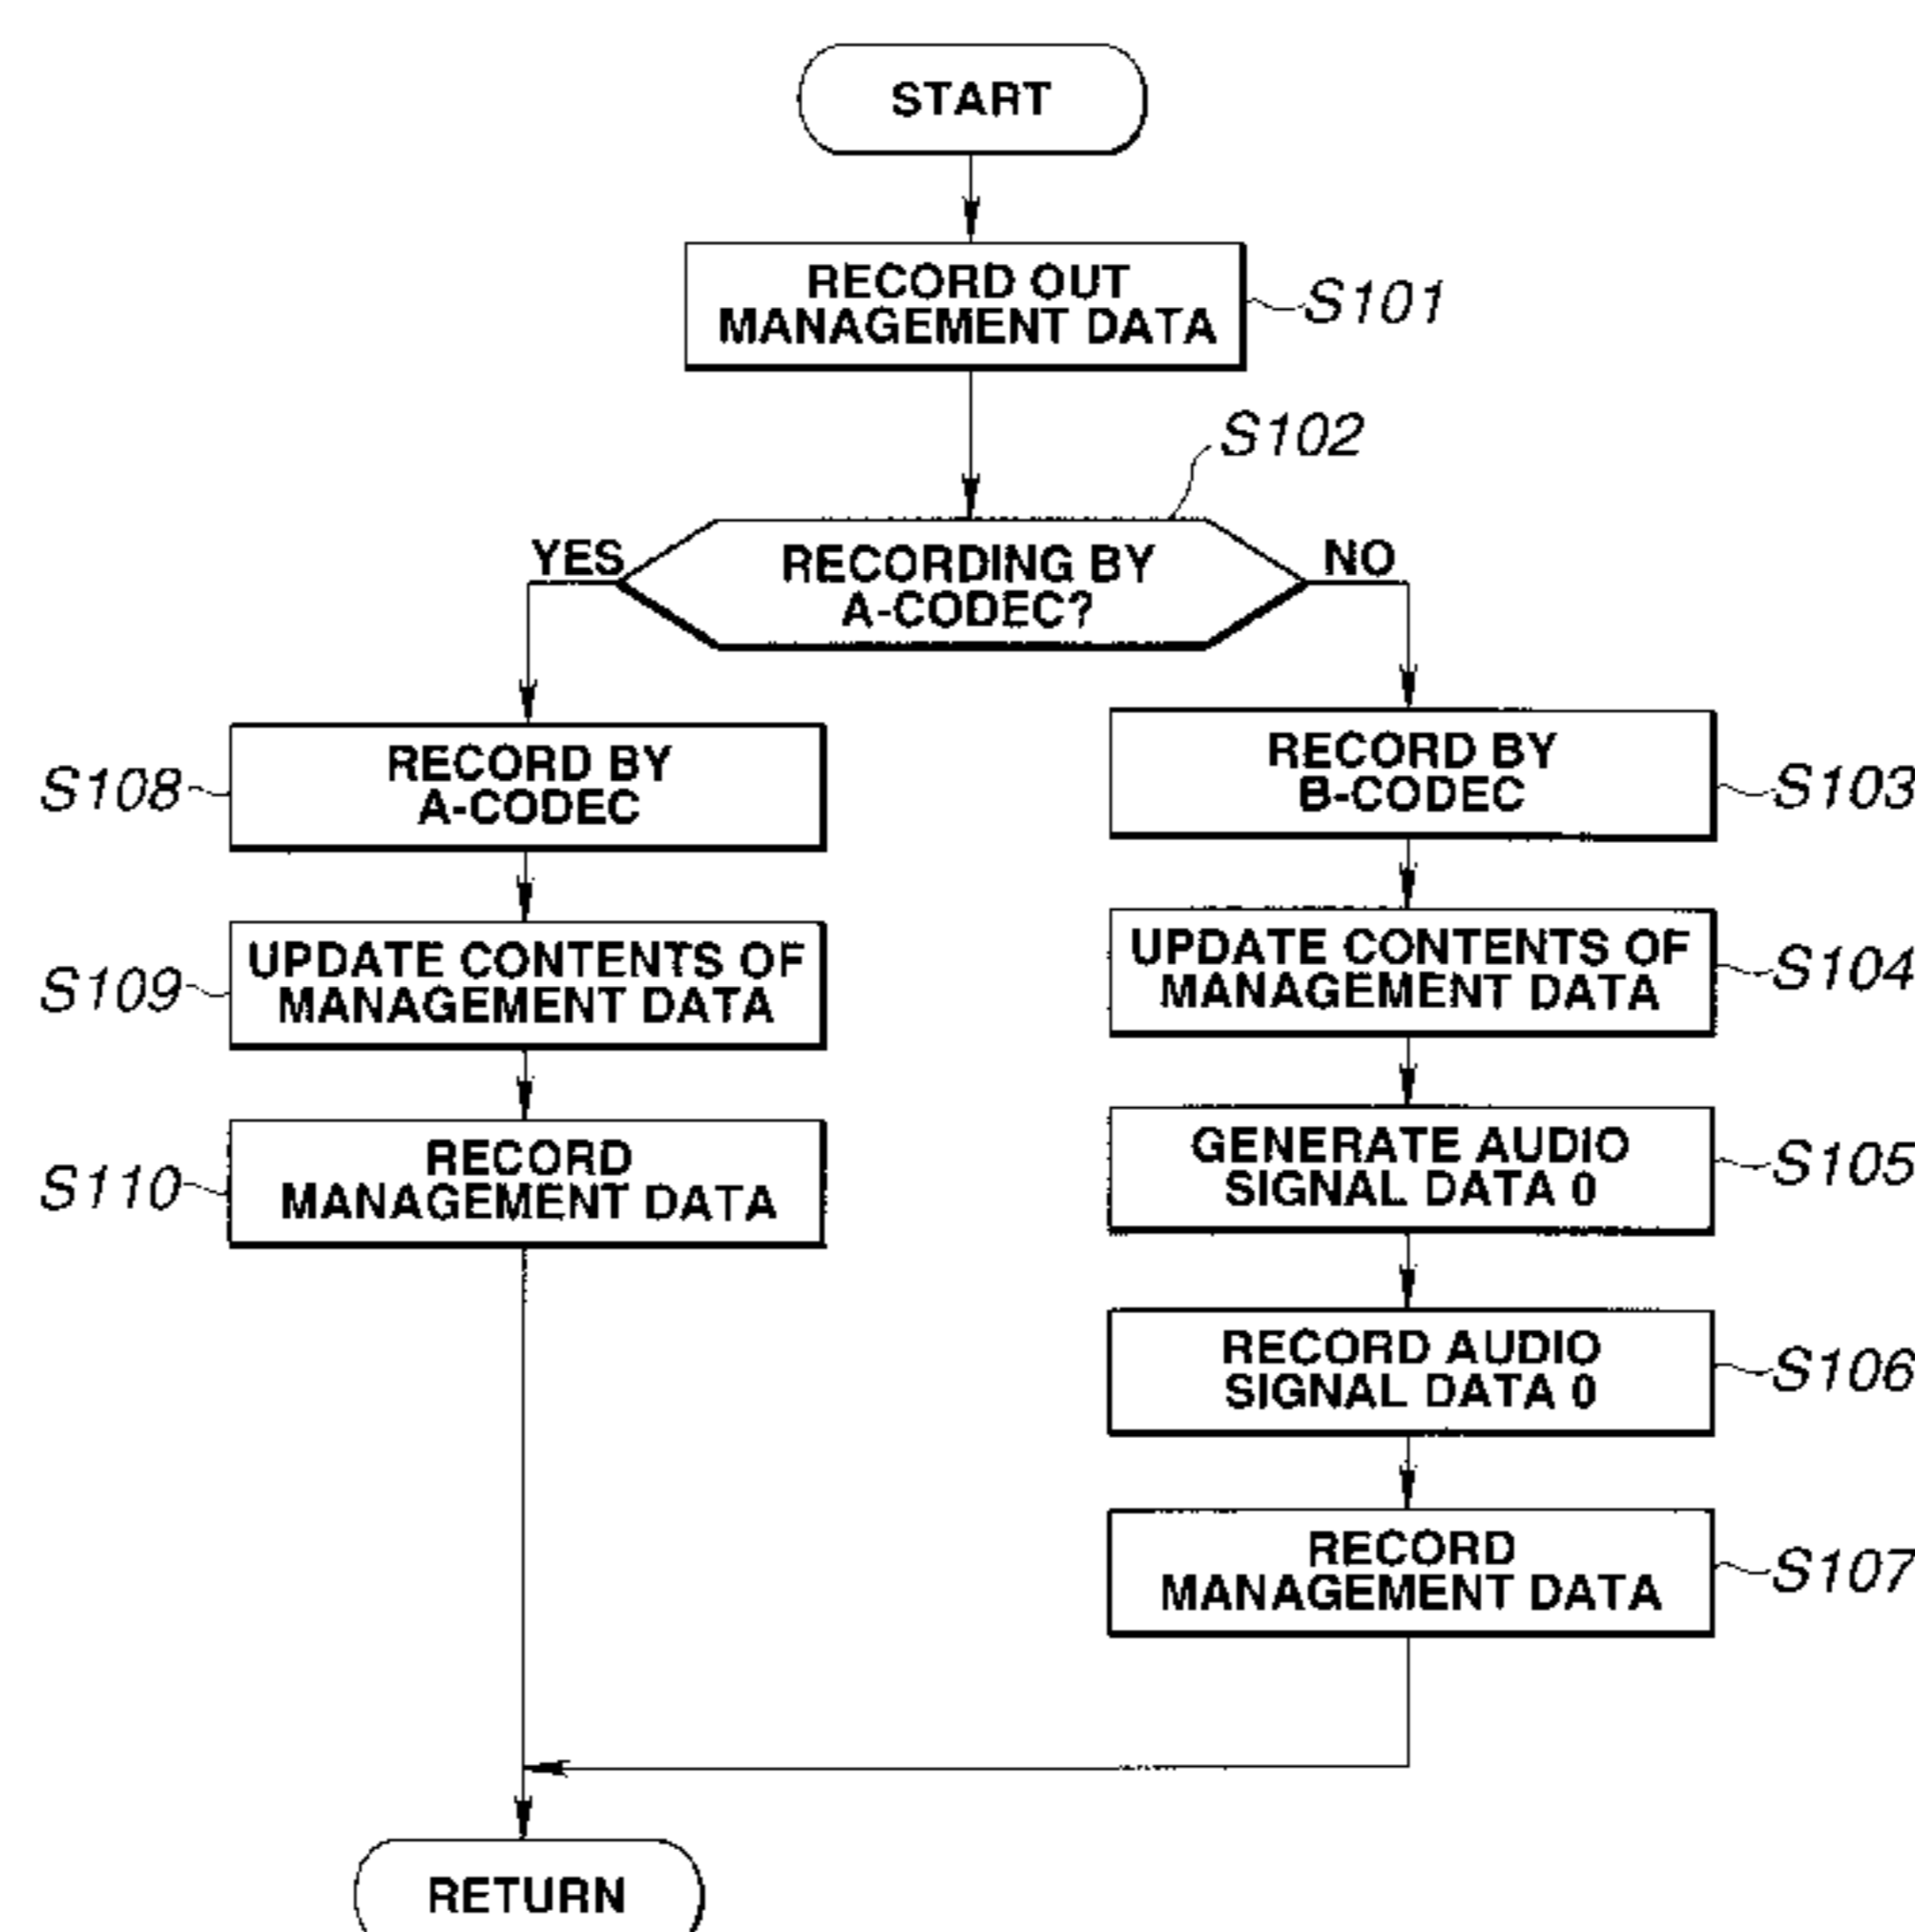 START
RECORD OUT
MANAGEMENT DATA
S101
S102
YES
RECORDING BY
A-CODEC?
NO
S108
RECORD BY
A-CODEC
RECORD BY
B-CODEC
S103
S109
UPDATE CONTENTS OF
MANAGEMENT DATA
UPDATE CONTENTS OF
MANAGEMENT DATA
S104
S110
RECORD
MANAGEMENT DATA
GENERATE AUDIO
SIGNAL DATA 0
S105
RECORD AUDIO
SIGNAL DATA 0
S106
RECORD
MANAGEMENT DATA
S107
RETURN